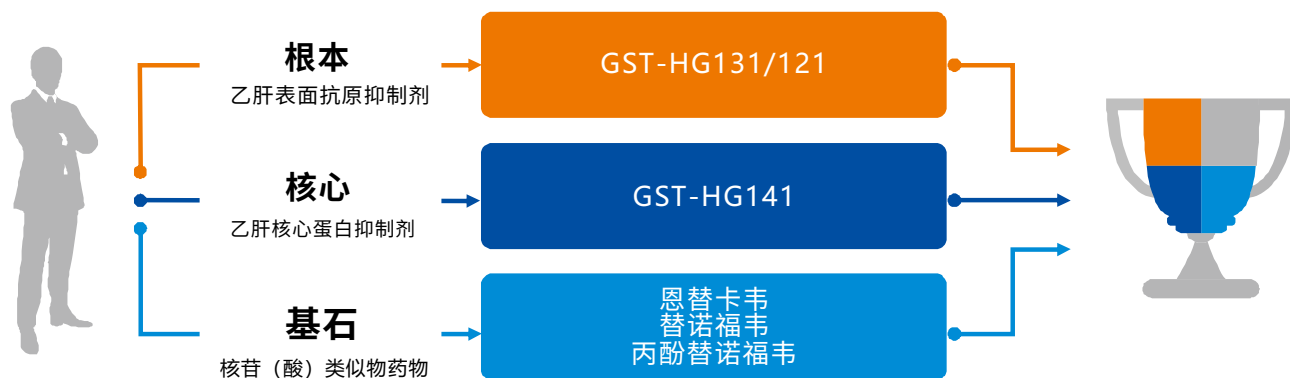 根本
乙肝表面抗原抑制剂
GST-HG131/121
核心
乙肝核心蛋白抑制剂
GST-HG141
基石
核苷（酸）类似物药物
恩替卡韦
替诺福韦
丙酚替诺福韦